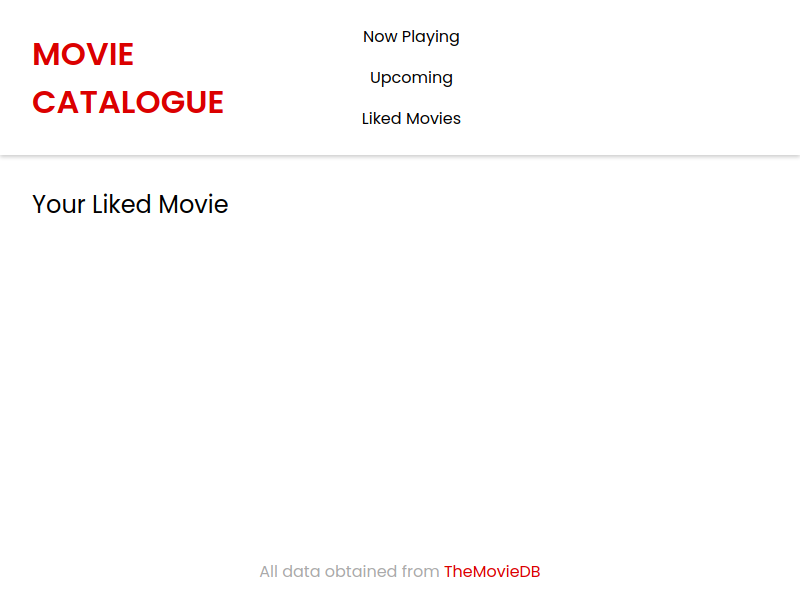 MOVIE
CATALOGUE
Now Playing
Upcoming
Liked Movies
Your Liked Movie
All data obtained from TheMovieDB